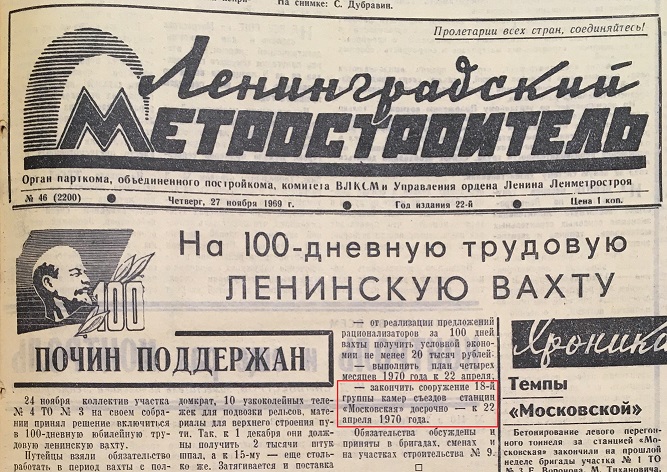 На снимке: С. Дубравин.
Пролетарии всех стран, соединяйтесь!
Ленинградский
МЕТРОСТРОИТЕЛЬ
Орган парткома, объединенного постройкома, комитета ВЛКСМ и Управления ордена Ленина Ленметростроя
№ 46 (2200)
Четверг, 27 ноября 1969 г.
Год издания 22-й
Цена 1 коп.
100
На 100-дневную трудовую
ЛЕНИНСКУЮ ВАХТУ
ПОЧИН ПОДДЕРЖАН
24 ноября коллектив участка
№ 4 ТО № 3 на своем собра-
нии принял решение включиться
в 100-дневную юбилейную тру-
довую ленинскую вахту.
Путейцы взяли обязательство
работать в период вахты с пол-
домкрат, 10 узкоколейных тележ-
ек для подвозки рельсов, мате-
риалы для верхнего строения пу-
ти. Так, к 1 декабря они долж-
ны получить 2 тысячи штук
шпал, а к 15-му — еще столь-
ко же. Затягивается и поставка
— от реализации предложений
рационализаторов за 100 дней
вахты получить условной эконо-
мии не менее 20 тысяч рублей.
— выполнить план четырех
месяцев 1970 года к 22 апреля,
— закончить сооружение 18-й
группы камер съездов станции
«Московская» досрочно — к 22
апреля 1970 года.
Обязательства обсуждены и
приняты в бригадах, сменах и
на участках строительства № 9.
Хроника
Темпы
«Московской»
Бетонирование левого перегон-
ного тоннеля за станцией «Мос-
ковская» закончили на прошлой
неделе бригады участка № 1 ТО